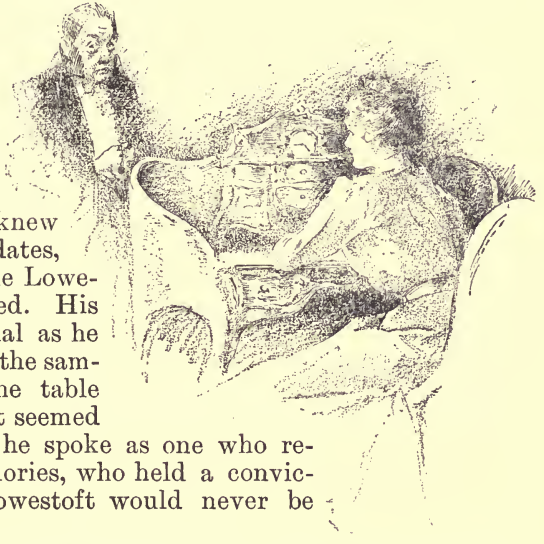 knew
dates,
e Lowe-
ed. His
al as he
the sam-
ne table
t seemed
he spoke as one who re-
ories, who held a convic-
owestoft would never be